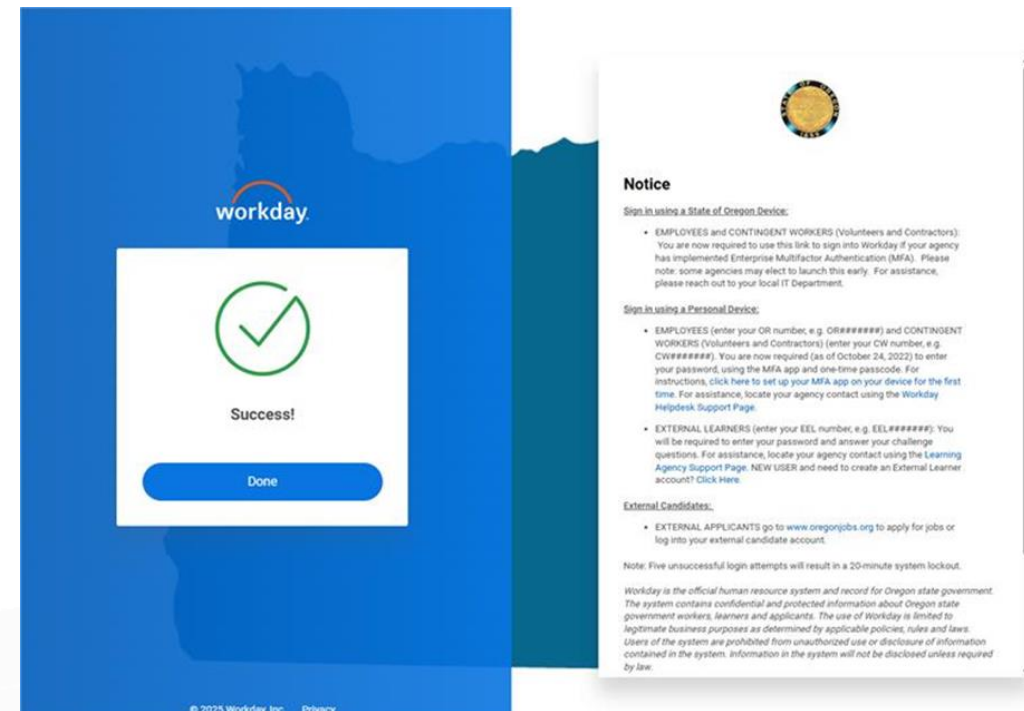 workday.
Success!
Done
© 2025 Workday, Inc. Privacy
STATE OF OREGON
1859
Notice
Sign in using a State of Oregon Device:
• EMPLOYEES and CONTINGENT WORKERS (Volunteers and Contractors):
You are now required to use this link to sign into Workday if your agency
has implemented Enterprise Multifactor Authentication (MFA). Please
note: some agencies may elect to launch this early. For assistance,
please reach out to your local IT Department.
Sign in using a Personal Device:
• EMPLOYEES (enter your OR number, e.g. OR#######) and CONTINGENT
WORKERS (Volunteers and Contractors) (enter your CW number, e.g.
CW#######). You are now required (as of October 24, 2022) to enter
your password, using the MFA app and one-time passcode. For
instructions, click here to set up your MFA app on your device for the first
time. For assistance, locate your agency contact using the Workday
Helpdesk Support Page.
• EXTERNAL LEARNERS (enter your EEL number, e.g. EEL#######): You
will be required to enter your password and answer your challenge
questions. For assistance, locate your agency contact using the Learning
Agency Support Page. NEW USER and need to create an External Learner
account? Click Here.
External Candidates:
• EXTERNAL APPLICANTS go to www.oregonjobs.org to apply for jobs or
log into your external candidate account.
Note: Five unsuccessful login attempts will result in a 20-minute system lockout.
Workday is the official human resource system and record for Oregon state government.
The system contains confidential and protected information about Oregon state
government workers, learners and applicants. The use of Workday is limited to
legitimate business purposes as determined by applicable policies, rules and laws.
Users of the system are prohibited from unauthorized use or disclosure of information
contained in the system. Information in the system will not be disclosed unless required
by law.